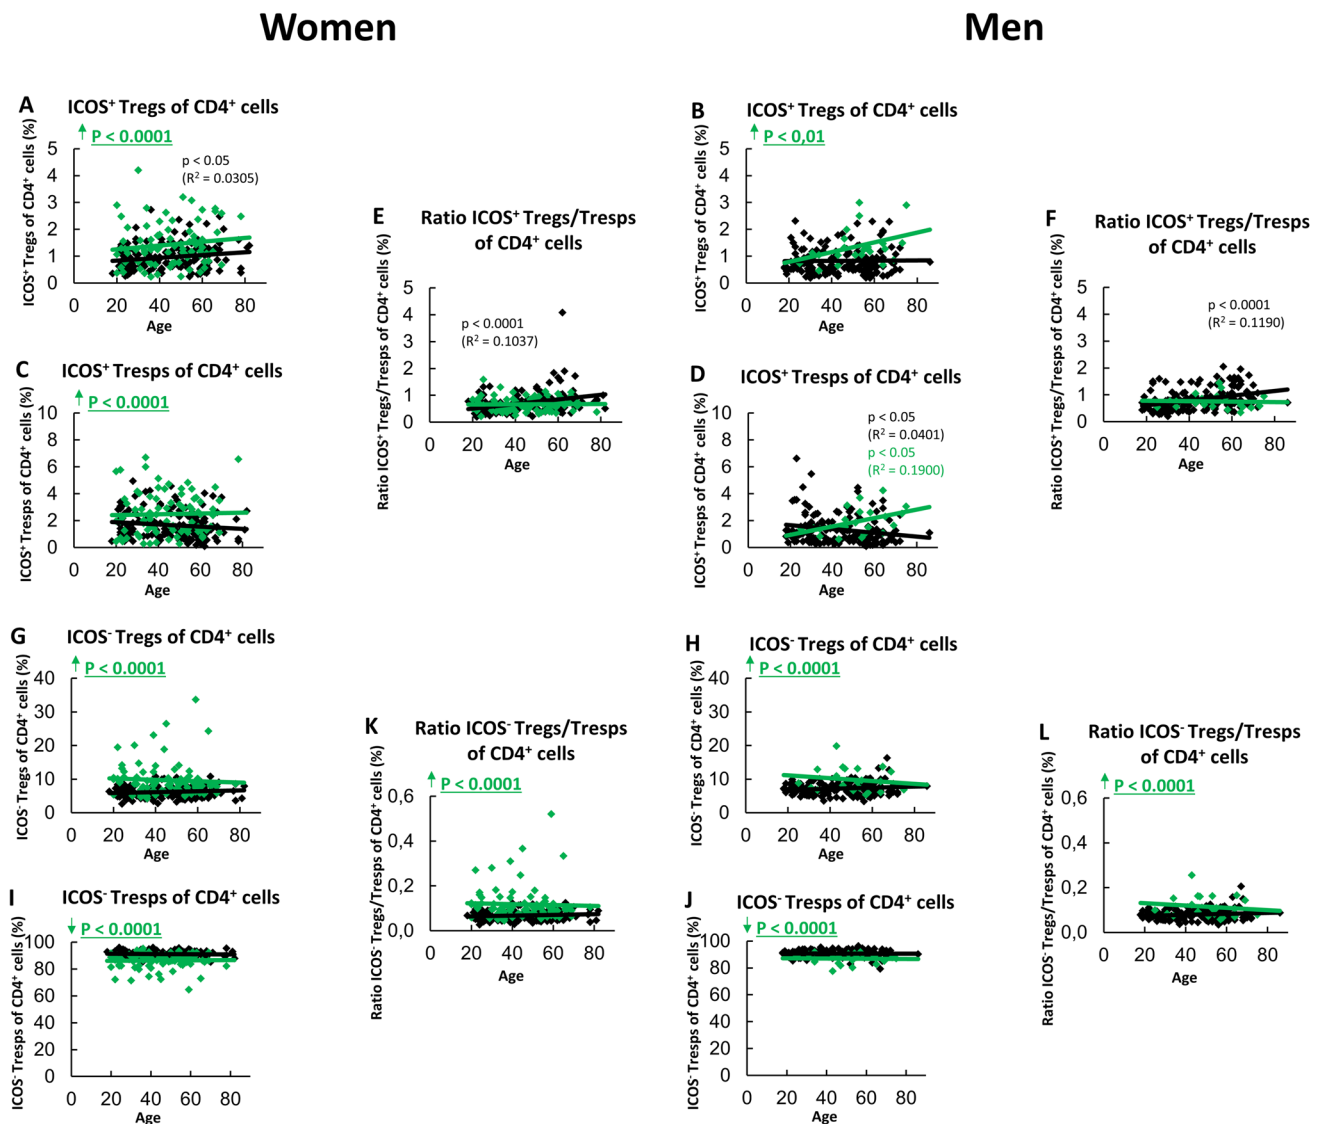 Women
Men
A
ICOS⁺ Tregs of CD4⁺ cells
P < 0.0001
ICOS⁺ Tregs of CD4⁺ cells (%)
5
4
3
2
1
0
p < 0.05
(R² = 0.0305)
0 20 40 60 80
Age
B
ICOS⁺ Tregs of CD4⁺ cells
P < 0,01
ICOS⁺ Tregs of CD4⁺ cells (%)
5
4
3
2
1
0
0 20 40 60 80
Age
C
ICOS⁺ Tresps of CD4⁺ cells
P < 0.0001
ICOS⁺ Tresps of CD4⁺ cells (%)
10
8
6
4
2
0
0 20 40 60 80
Age
D
ICOS⁺ Tresps of CD4⁺ cells
ICOS⁺ Tresps of CD4⁺ cells (%)
10
8
6
4
2
0
p < 0.05
(R² = 0.0401)
p < 0.05
(R² = 0.1900)
0 20 40 60 80
Age
E
Ratio ICOS⁺ Tregs/Tresps
of CD4⁺ cells
Ratio ICOS⁺ Tregs/Tresps of CD4⁺ cells (%)
5
4
3
2
1
0
p < 0.0001
(R² = 0.1037)
0 20 40 60 80
Age
F
Ratio ICOS⁺ Tregs/Tresps
of CD4⁺ cells
Ratio ICOS⁺ Tregs/Tresps of CD4⁺ cells (%)
5
4
3
2
1
0
p < 0.0001
(R² = 0.1190)
0 20 40 60 80
Age
G
ICOS⁻ Tregs of CD4⁺ cells
P < 0.0001
ICOS⁻ Tregs of CD4⁺ cells (%)
40
30
20
10
0
0 20 40 60 80
Age
H
ICOS⁻ Tregs of CD4⁺ cells
P < 0.0001
ICOS⁻ Tregs of CD4⁺ cells (%)
40
30
20
10
0
0 20 40 60 80
Age
I
ICOS⁻ Tresps of CD4⁺ cells
P < 0.0001
ICOS⁻ Tresps of CD4⁺ cells (%)
100
80
60
40
20
0
0 20 40 60 80
Age
J
ICOS⁻ Tresps of CD4⁺ cells
P < 0.0001
ICOS⁻ Tresps of CD4⁺ cells (%)
100
80
60
40
20
0
0 20 40 60 80
Age
K
Ratio ICOS⁻ Tregs/Tresps
of CD4⁺ cells
P < 0.0001
Ratio ICOS⁻ Tregs/Tresps of CD4⁺ cells (%)
0,6
0,4
0,2
0,0
0 20 40 60 80
Age
L
Ratio ICOS⁻ Tregs/Tresps
of CD4⁺ cells
P < 0.0001
Ratio ICOS⁻ Tregs/Tresps of CD4⁺ cells (%)
0,6
0,4
0,2
0,0
0 20 40 60 80
Age